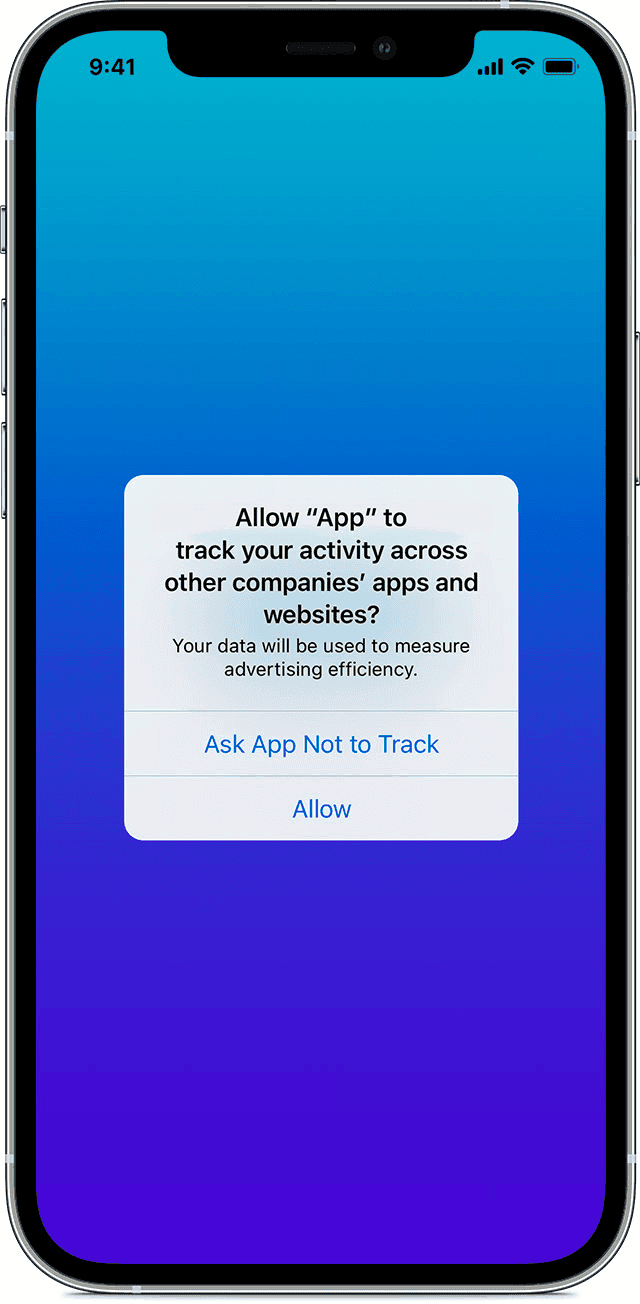 9:41
Allow “App” to
track your activity across
other companies’ apps and
websites?
Your data will be used to measure
advertising efficiency.
Ask App Not to Track
Allow